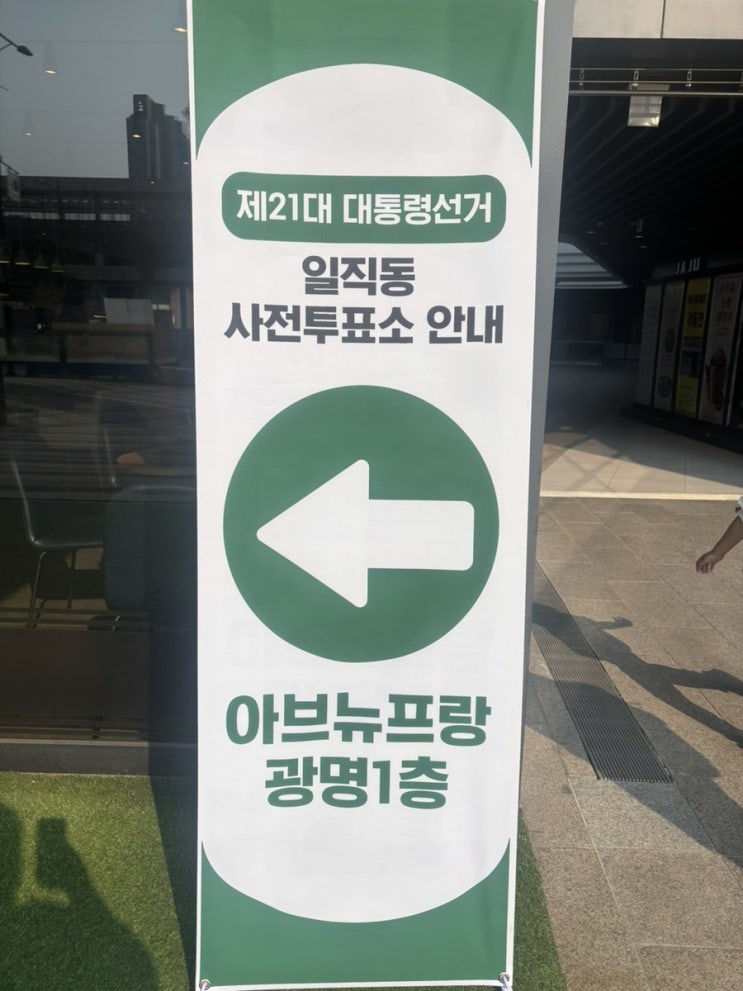 제21대 대통령선거
일직동
사전투표소 안내
아브뉴프랑
광명1층